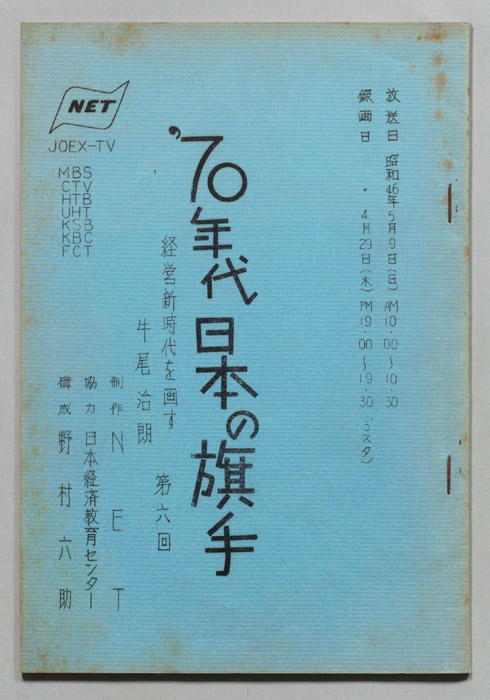 放送日 昭和46年5月9日(日) AM10:00〜10:30
録画日 〃 4月29日(木) PM19:00〜19:30
'70年代日本の旗手
経営新時代を画す 第六回
牛尾治朗
制作 NET
協力 日本経済教育センター
構成 野村六助
NET
JOEX-TV
MBS
CTV
HTB
UHT
KSB
KBC
FCT